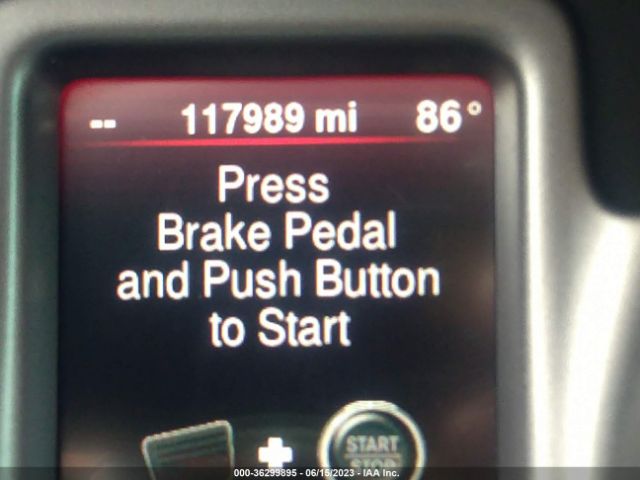 -- 117989 mi 86°
Press
Brake Pedal
and Push Button
to Start
START
STOP
000-36299895 - 06/15/2023 - IAA Inc.